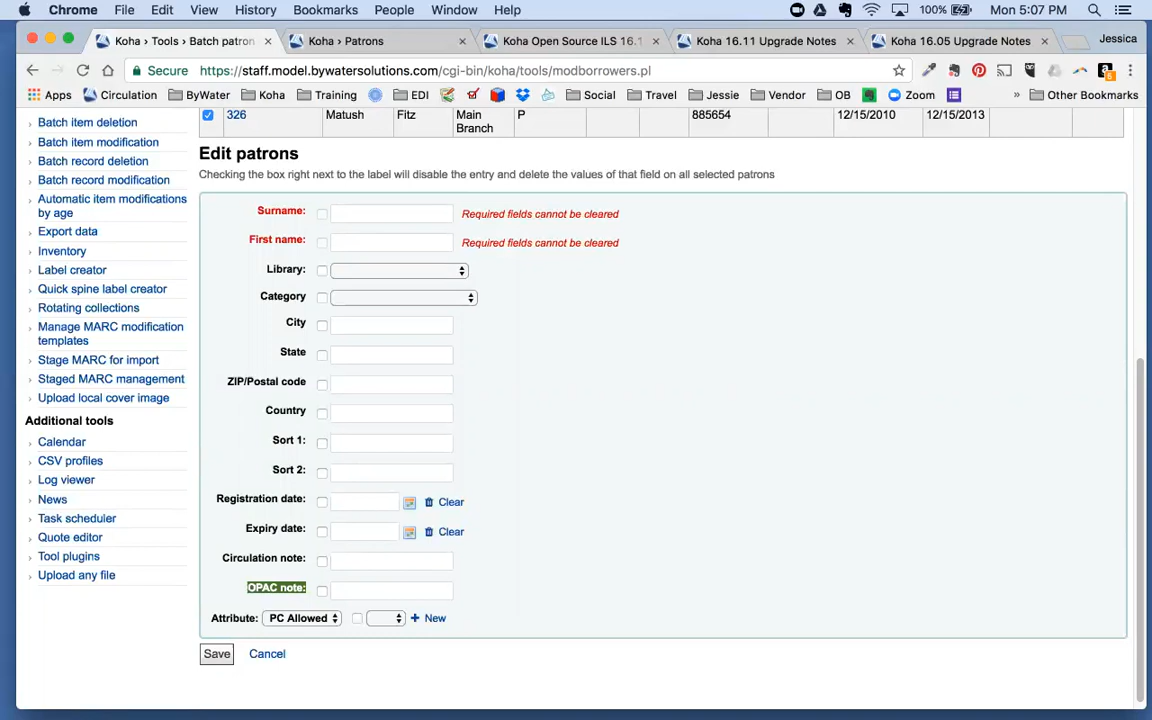 Chrome File Edit View History Bookmarks People Window Help 100% Mon 5:07 PM
Koha › Tools › Batch patron × Koha › Patrons × Koha Open Source ILS 16.1 × Koha 16.11 Upgrade Notes × Koha 16.05 Upgrade Notes × Jessica
Secure https://staff.model.bywatersolutions.com/cgi-bin/koha/tools/modborrowers.pl
Apps Circulation ByWater Koha Training EDI Social Travel Jessie Vendor OB Zoom » Other Bookmarks
326 Matush Fitz Main P 885654 12/15/2010 12/15/2013
Branch
Batch item deletion
Batch item modification
Batch record deletion
Batch record modification
Automatic item modifications
by age
Export data
Inventory
Label creator
Quick spine label creator
Rotating collections
Manage MARC modification
templates
Stage MARC for import
Staged MARC management
Upload local cover image
Additional tools
Calendar
CSV profiles
Log viewer
News
Task scheduler
Quote editor
Tool plugins
Upload any file
Edit patrons
Checking the box right next to the label will disable the entry and delete the values of that field on all selected patrons
Surname: Required fields cannot be cleared
First name: Required fields cannot be cleared
Library:
Category
City
State
ZIP/Postal code
Country
Sort 1:
Sort 2:
Registration date: Clear
Expiry date: Clear
Circulation note:
OPAC note:
Attribute: PC Allowed + New
Save Cancel